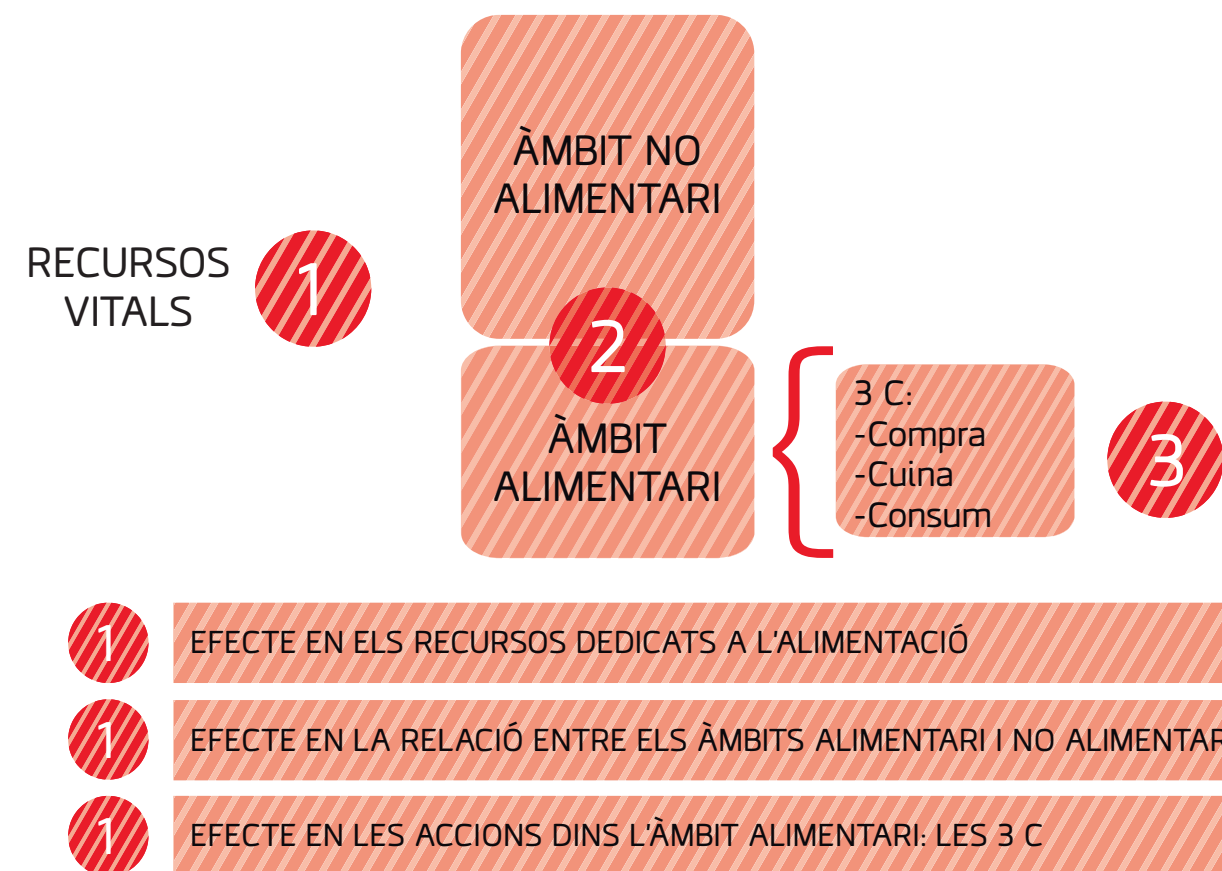 ÀMBIT NO
ALIMENTARI
RECURSOS
VITALS
1
2
ÀMBIT
ALIMENTARI
3 C:
-Compra
-Cuina
-Consum
3
1 EFECTE EN ELS RECURSOS DEDICATS A L'ALIMENTACIÓ
1 EFECTE EN LA RELACIÓ ENTRE ELS ÀMBITS ALIMENTARI I NO ALIMENTAR
1 EFECTE EN LES ACCIONS DINS L'ÀMBIT ALIMENTARI: LES 3 C